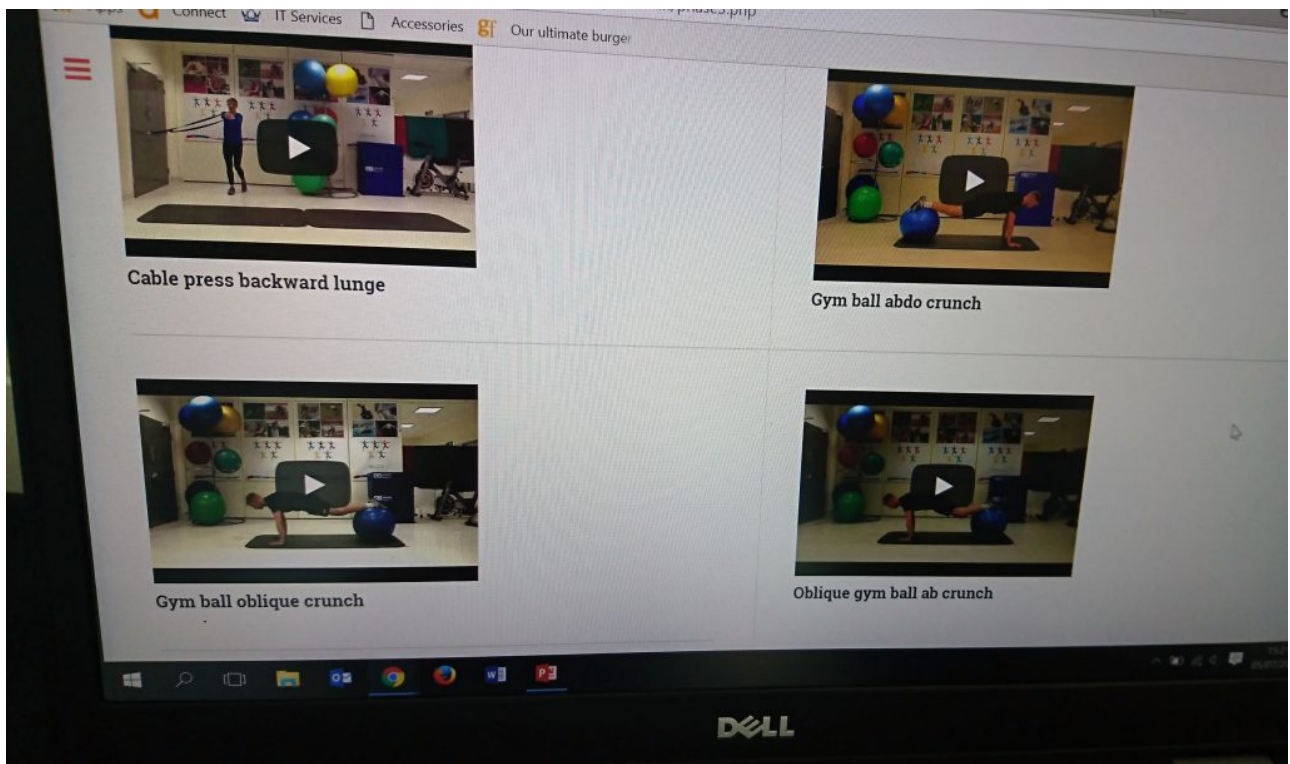 Connect IT Services Accessories gf Our ultimate burger
Cable press backward lunge
Gym ball abdo crunch
Gym ball oblique crunch
Oblique gym ball ab crunch
DELL